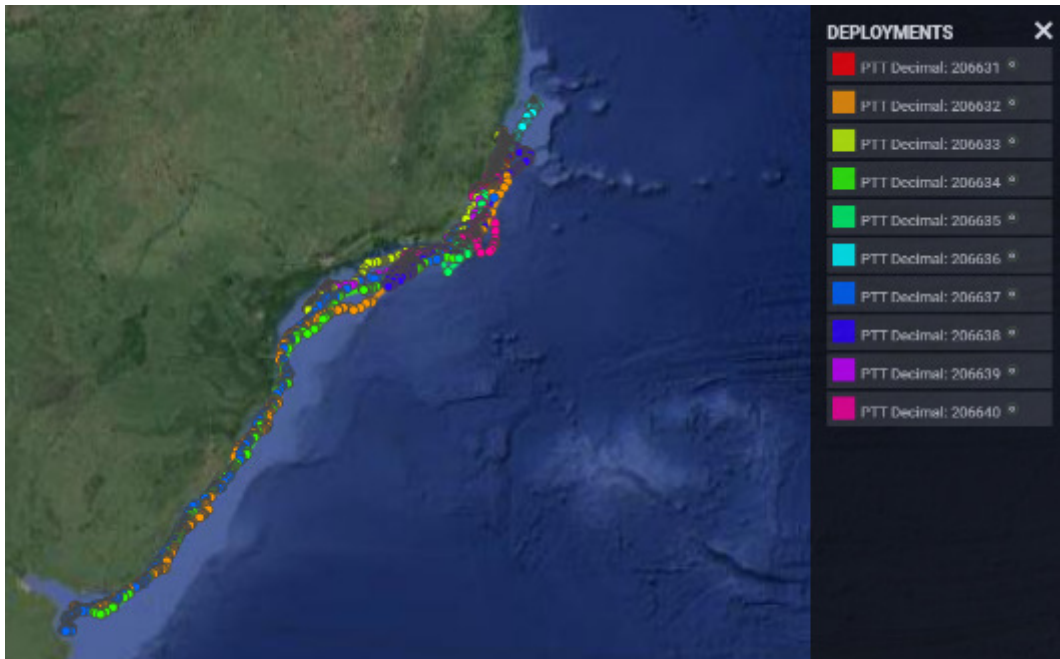 DEPLOYMENTS
PTT Decimal: 206631
PTT Decimal: 206632
PTT Decimal: 206633
PTT Decimal: 206634
PTT Decimal: 206635
PTT Decimal: 206636
PTT Decimal: 206637
PTT Decimal: 206638
PTT Decimal: 206639
PTT Decimal: 206640